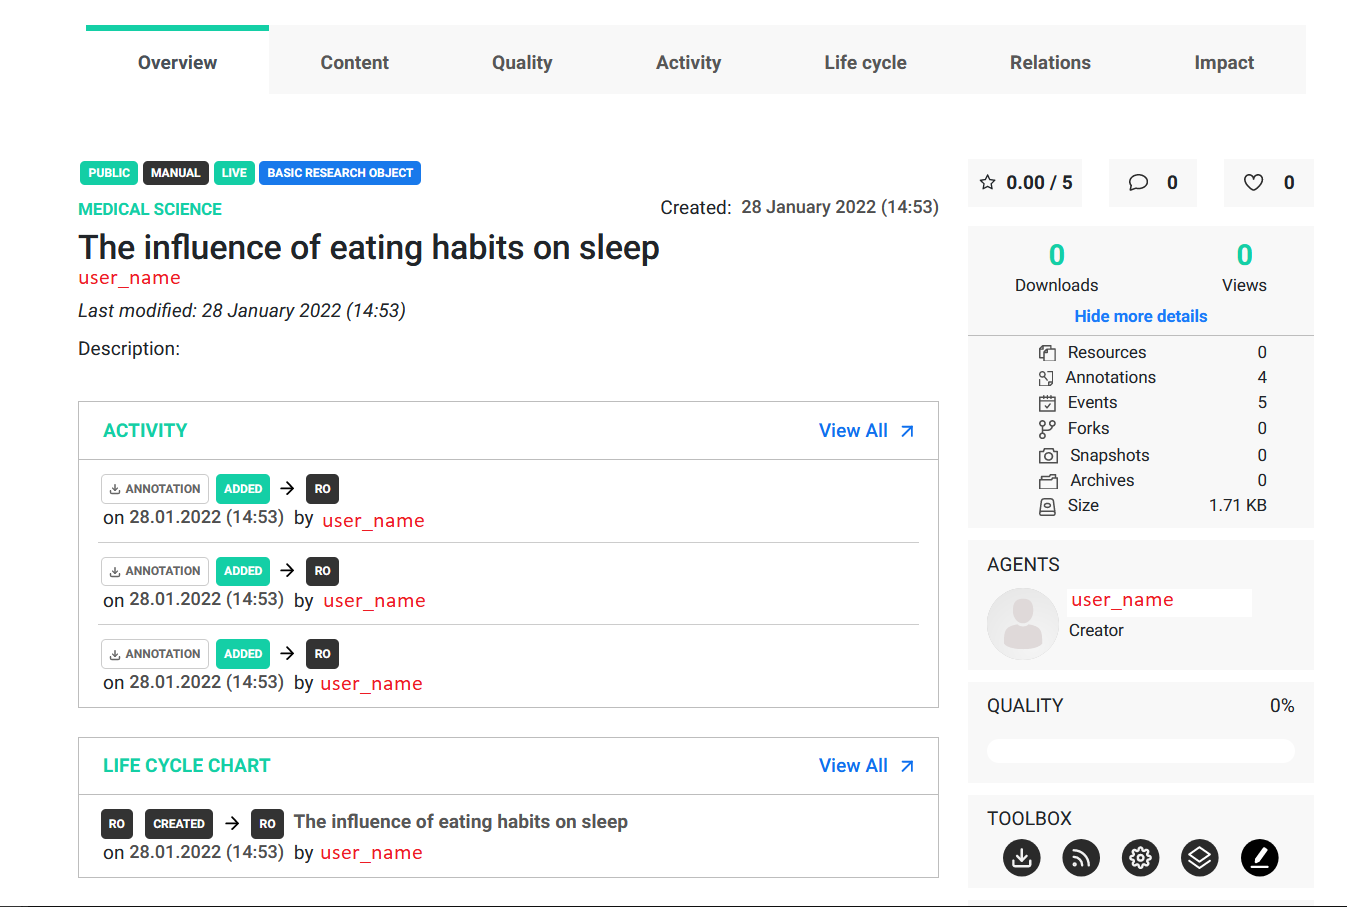 Overview Content Quality Activity Life cycle Relations Impact
PUBLIC MANUAL LIVE BASIC RESEARCH OBJECT
MEDICAL SCIENCE
Created: 28 January 2022 (14:53)
The influence of eating habits on sleep
user_name
Last modified: 28 January 2022 (14:53)
Description:
ACTIVITY View All
ANNOTATION ADDED RO
on 28.01.2022 (14:53) by user_name
ANNOTATION ADDED RO
on 28.01.2022 (14:53) by user_name
ANNOTATION ADDED RO
on 28.01.2022 (14:53) by user_name
LIFE CYCLE CHART View All
RO CREATED RO The influence of eating habits on sleep
on 28.01.2022 (14:53) by user_name
0.00 / 5 0 0
0 0
Downloads Views
Hide more details
Resources 0
Annotations 4
Events 5
Forks 0
Snapshots 0
Archives 0
Size 1.71 KB
AGENTS
user_name
Creator
QUALITY 0%
TOOLBOX